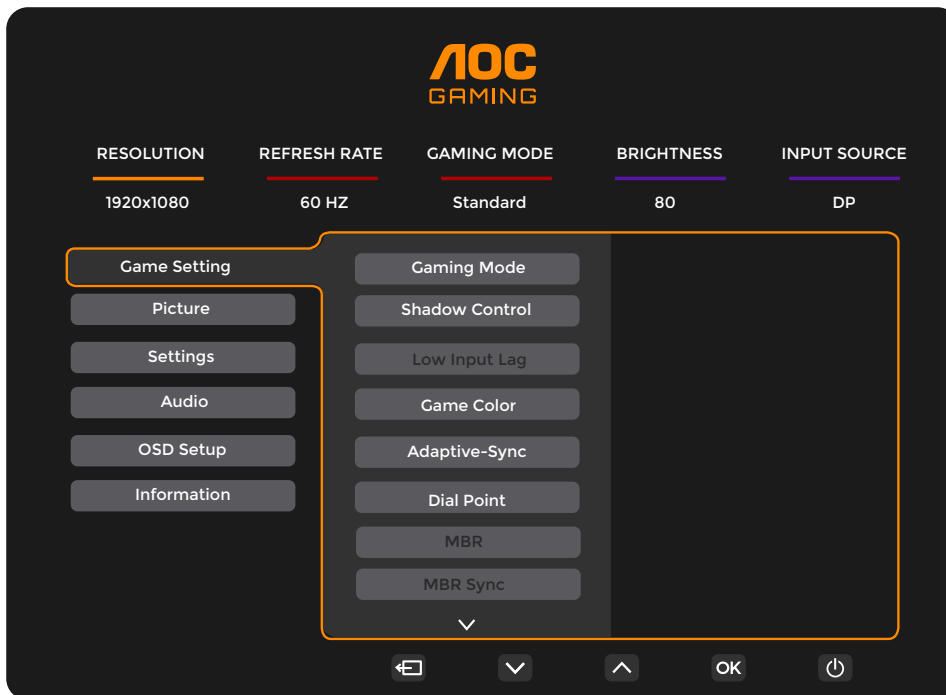 AOC
GAMING
RESOLUTION REFRESH RATE GAMING MODE BRIGHTNESS INPUT SOURCE
1920x1080 60 HZ Standard 80 DP
Game Setting
Picture
Settings
Audio
OSD Setup
Information
Gaming Mode
Shadow Control
Low Input Lag
Game Color
Adaptive-Sync
Dial Point
MBR
MBR Sync
OK